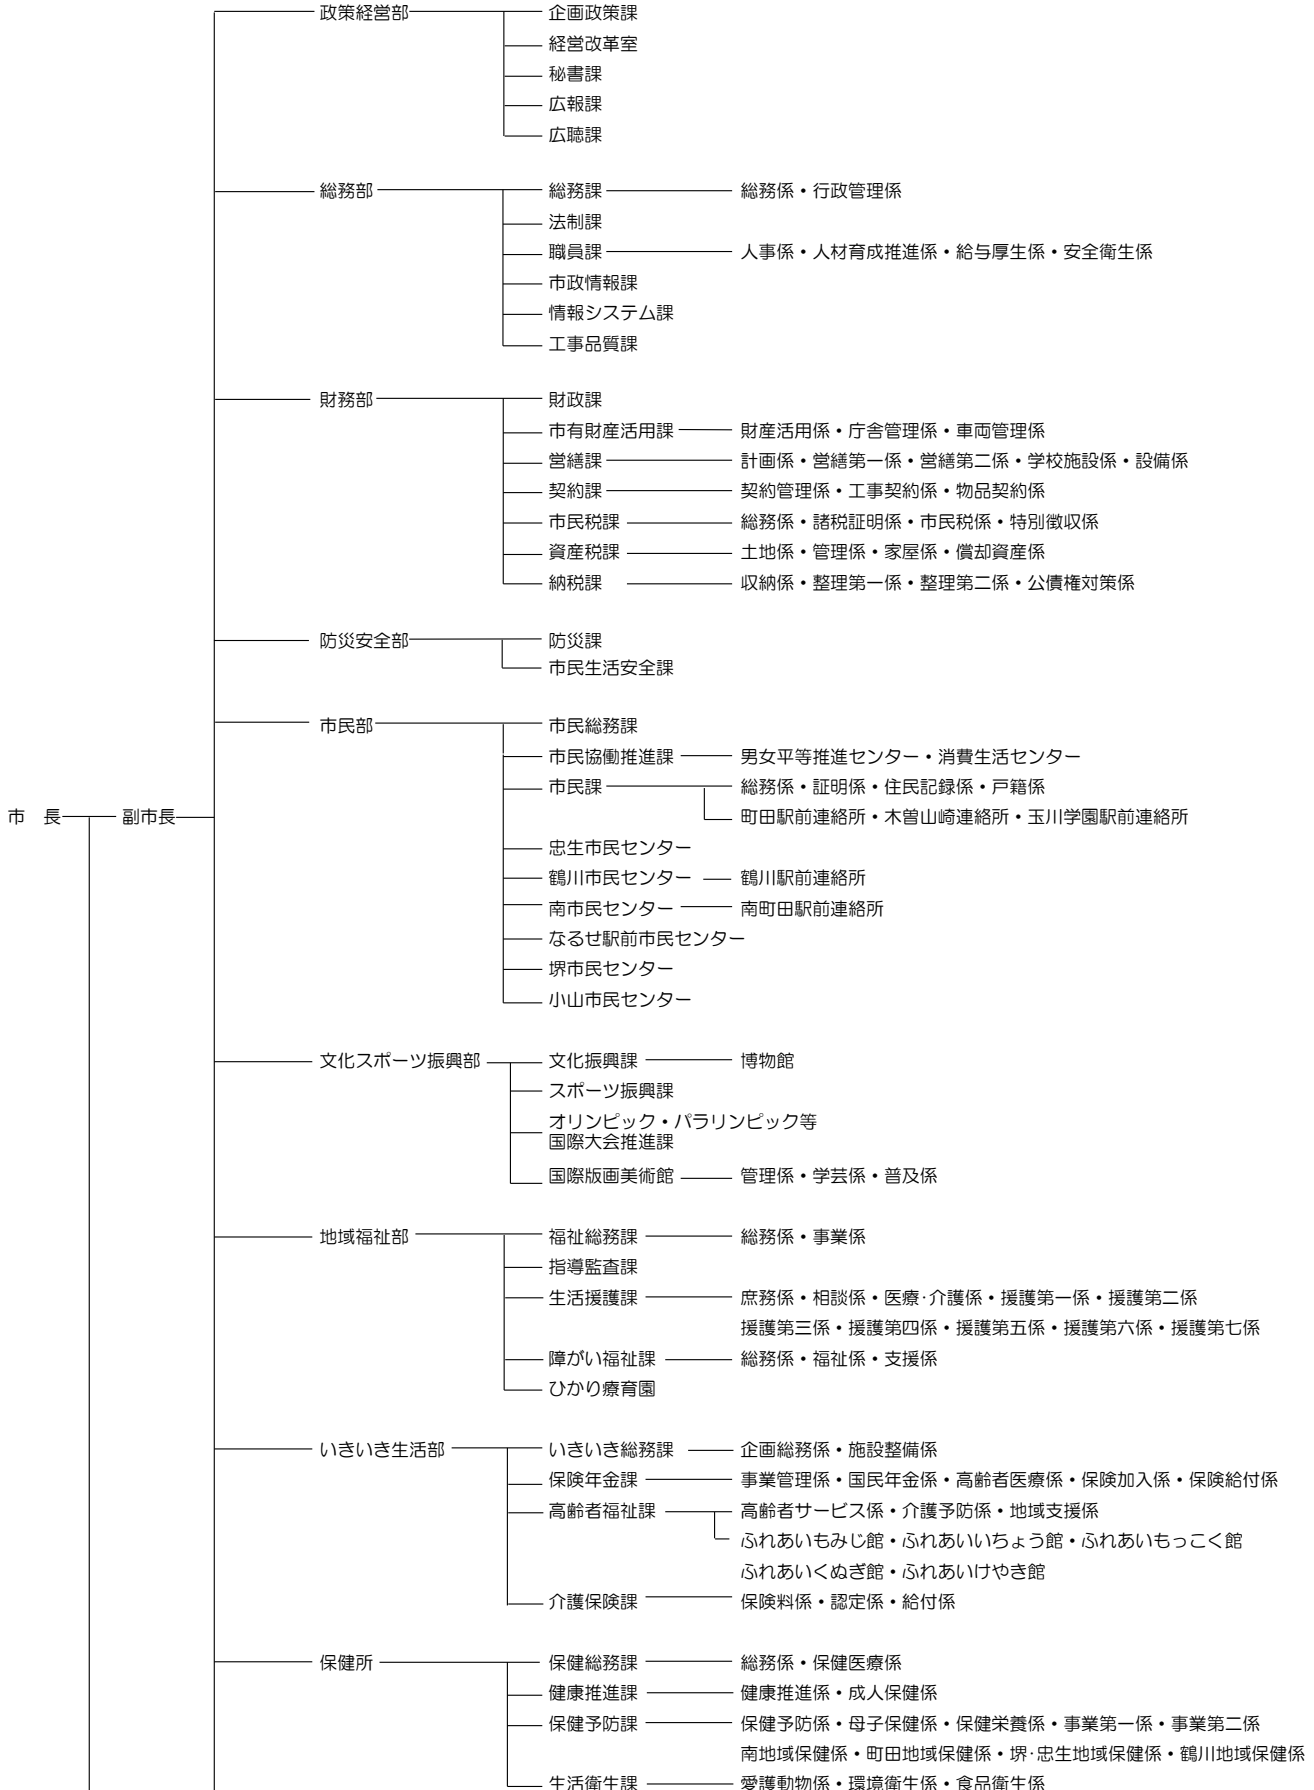 政策経営部 企画政策課
経営改革室
秘書課
広報課
広聴課
総務部 総務課 総務係・行政管理係
法制課
職員課 人事係・人材育成推進係・給与厚生係・安全衛生係
市政情報課
情報システム課
工事品質課
財務部 財政課
市有財産活用課 財産活用係・庁舎管理係・車両管理係
営繕課 計画係・営繕第一係・営繕第二係・学校施設係・設備係
契約課 契約管理係・工事契約係・物品契約係
市民税課 総務係・諸税証明係・市民税係・特別徴収係
資産税課 土地係・管理係・家屋係・償却資産係
納税課 収納係・整理第一係・整理第二係・公債権対策係
防災安全部 防災課
市民生活安全課
市民部 市民総務課
市民協働推進課 男女平等推進センター・消費生活センター
市民課 総務係・証明係・住民記録係・戸籍係
市 長 副市長 町田駅前連絡所・木曽山崎連絡所・玉川学園駅前連絡所
忠生市民センター
鶴川市民センター 鶴川駅前連絡所
南市民センター 南町田駅前連絡所
なるせ駅前市民センター
堺市民センター
小山市民センター
文化スポーツ振興部 文化振興課 博物館
スポーツ振興課
オリンピック・パラリンピック等
国際大会推進課
国際版画美術館 管理係・学芸係・普及係
地域福祉部 福祉総務課 総務係・事業係
指導監査課
生活援護課 庶務係・相談係・医療・介護係・援護第一係・援護第二係
援護第三係・援護第四係・援護第五係・援護第六係・援護第七係
障がい福祉課 総務係・福祉係・支援係
ひかり療育園
いきいき生活部 いきいき総務課 企画総務係・施設整備係
保険年金課 事業管理係・国民年金係・高齢者医療係・保険加入係・保険給付係
高齢者福祉課 高齢者サービス係・介護予防係・地域支援係
ふれあいもみじ館・ふれあいいちょう館・ふれあいもっこく館
ふれあいくぬぎ館・ふれあいけやき館
介護保険課 保険料係・認定係・給付係
保健所 保健総務課 総務係・保健医療係
健康推進課 健康推進係・成人保健係
保健予防課 保健予防係・母子保健係・保健栄養係・事業第一係・事業第二係
南地域保健係・町田地域保健係・堺・忠生地域保健係・鶴川地域保健係
生活衛生課 愛護動物係・環境衛生係・食品衛生係